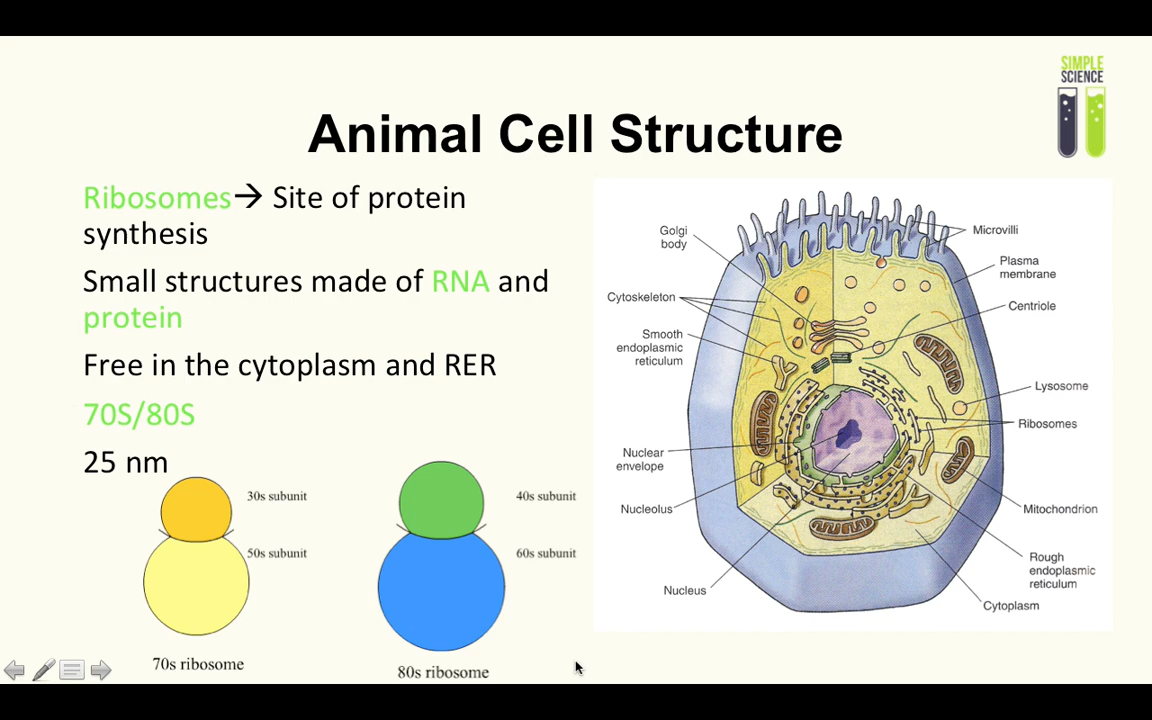 SIMPLE
SCIENCE
Animal Cell Structure
Ribosomes→ Site of protein
synthesis
Small structures made of RNA and
protein
Free in the cytoplasm and RER
70S/80S
25 nm
30s subunit
50s subunit
70s ribosome
40s subunit
60s subunit
80s ribosome
Golgi
body
Cytoskeleton
Smooth
endoplasmic
reticulum
Nuclear
envelope
Nucleolus
Nucleus
Microvilli
Plasma
membrane
Centriole
Lysosome
Ribosomes
Mitochondrion
Rough
endoplasmic
reticulum
Cytoplasm